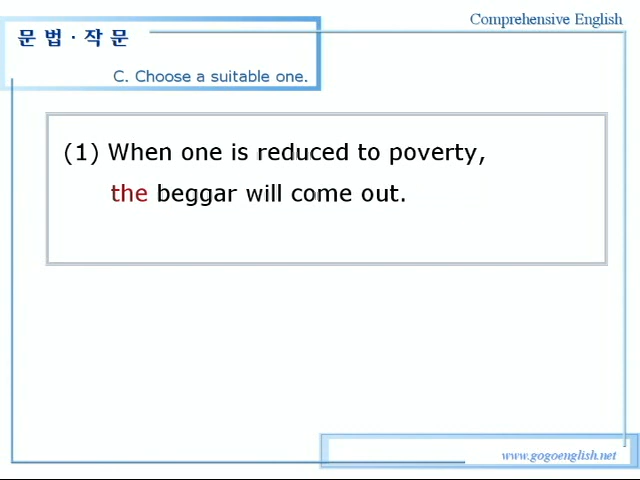 Comprehensive English
문 법 · 작 문
C. Choose a suitable one.
(1) When one is reduced to poverty,
the beggar will come out.
www.gogoenglish.net